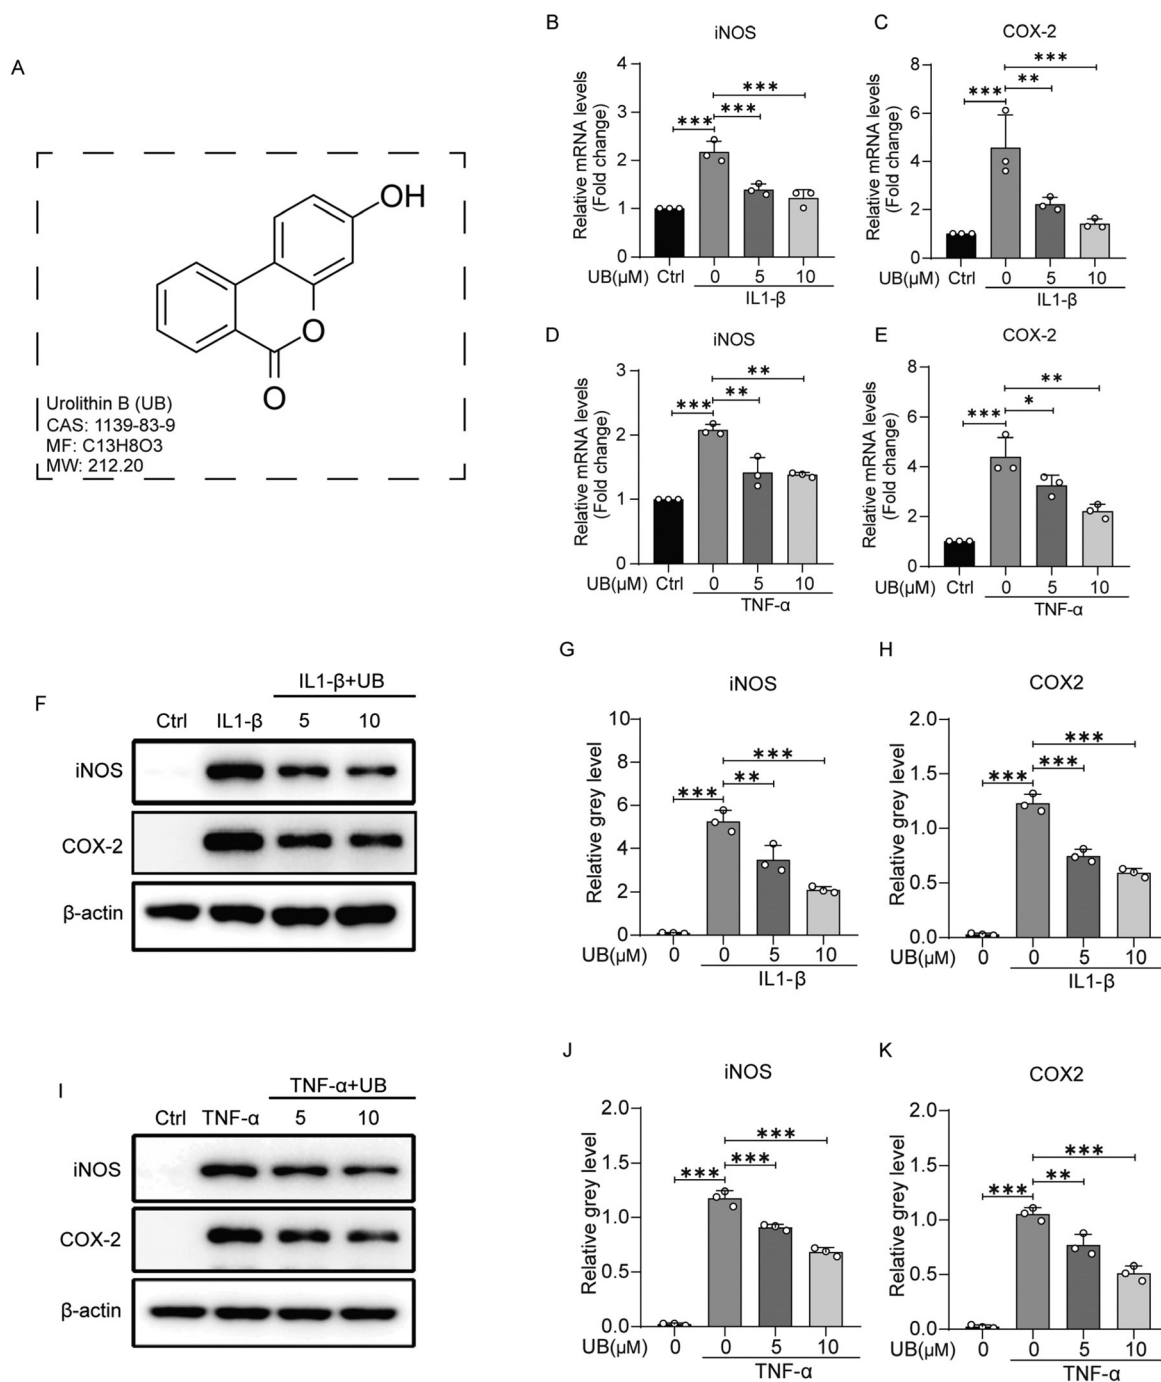 A
OH
O
O
Urolithin B (UB)
CAS: 1139-83-9
MF: C13H8O3
MW: 212.20
B
iNOS
Relative mRNA levels
(Fold change)
4
3
2
1
0
***
***
***
UB(μM) Ctrl 0 5 10
IL1-β
C
COX-2
Relative mRNA levels
(Fold change)
8
6
4
2
0
***
**
***
UB(μM) Ctrl 0 5 10
IL1-β
D
iNOS
Relative mRNA levels
(Fold change)
3
2
1
0
**
**
***
UB(μM) Ctrl 0 5 10
TNF-α
E
COX-2
Relative mRNA levels
(Fold change)
8
6
4
2
0
**
*
***
UB(μM) Ctrl 0 5 10
TNF-α
F
IL1-β+UB
Ctrl IL1-β 5 10
iNOS
COX-2
β-actin
G
iNOS
Relative grey level
10
8
6
4
2
0
***
**
***
UB(μM) 0 0 5 10
IL1-β
H
COX2
Relative grey level
2.0
1.5
1.0
0.5
0.0
***
***
***
UB(μM) 0 0 5 10
IL1-β
I
TNF-α+UB
Ctrl TNF-α 5 10
iNOS
COX-2
β-actin
J
iNOS
Relative grey level
2.0
1.5
1.0
0.5
0.0
***
***
***
UB(μM) 0 0 5 10
TNF-α
K
COX2
Relative grey level
2.0
1.5
1.0
0.5
0.0
***
**
***
UB(μM) 0 0 5 10
TNF-α